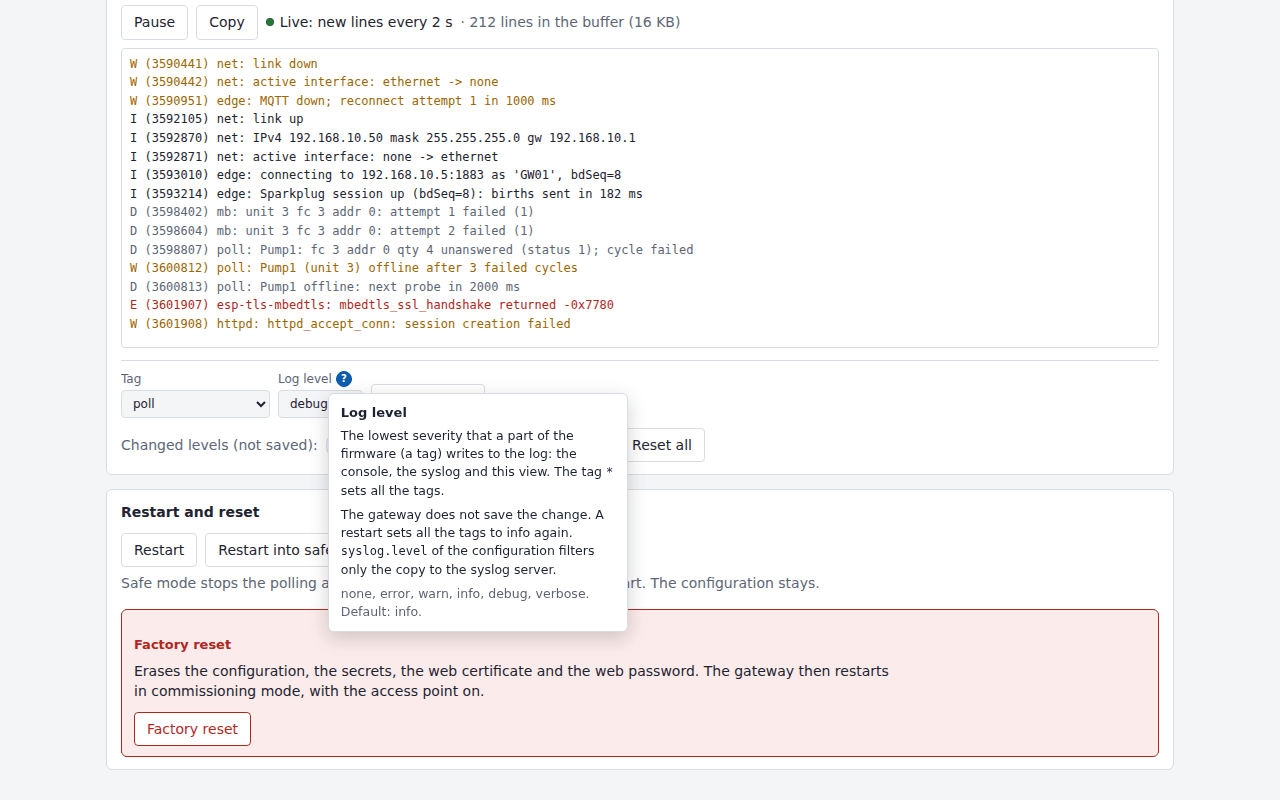 Pause Copy Live: new lines every 2 s · 212 lines in the buffer (16 KB)
W (3590441) net: link down
W (3590442) net: active interface: ethernet -> none
W (3590951) edge: MQTT down; reconnect attempt 1 in 1000 ms
I (3592105) net: link up
I (3592870) net: IPv4 192.168.10.50 mask 255.255.255.0 gw 192.168.10.1
I (3592871) net: active interface: none -> ethernet
I (3593010) edge: connecting to 192.168.10.5:1883 as 'GW01', bdSeq=8
I (3593214) edge: Sparkplug session up (bdSeq=8): births sent in 182 ms
D (3598402) mb: unit 3 fc 3 addr 0: attempt 1 failed (1)
D (3598604) mb: unit 3 fc 3 addr 0: attempt 2 failed (1)
D (3598807) poll: Pump1: fc 3 addr 0 qty 4 unanswered (status 1); cycle failed
W (3600812) poll: Pump1 (unit 3) offline after 3 failed cycles
D (3600813) poll: Pump1 offline: next probe in 2000 ms
E (3601907) esp-tls-mbedtls: mbedtls_ssl_handshake returned -0x7780
W (3601908) httpd: httpd_accept_conn: session creation failed
Tag Log level ?
poll debug
Changed levels (not saved): Reset all
Log level
The lowest severity that a part of the
firmware (a tag) writes to the log: the
console, the syslog and this view. The tag *
sets all the tags.
The gateway does not save the change. A
restart sets all the tags to info again.
syslog.level of the configuration filters
only the copy to the syslog server.
none, error, warn, info, debug, verbose.
Default: info.
Restart and reset
Restart Restart into safe
Safe mode stops the polling rt. The configuration stays.
Factory reset
Erases the configuration, the secrets, the web certificate and the web password. The gateway then restarts
in commissioning mode, with the access point on.
Factory reset